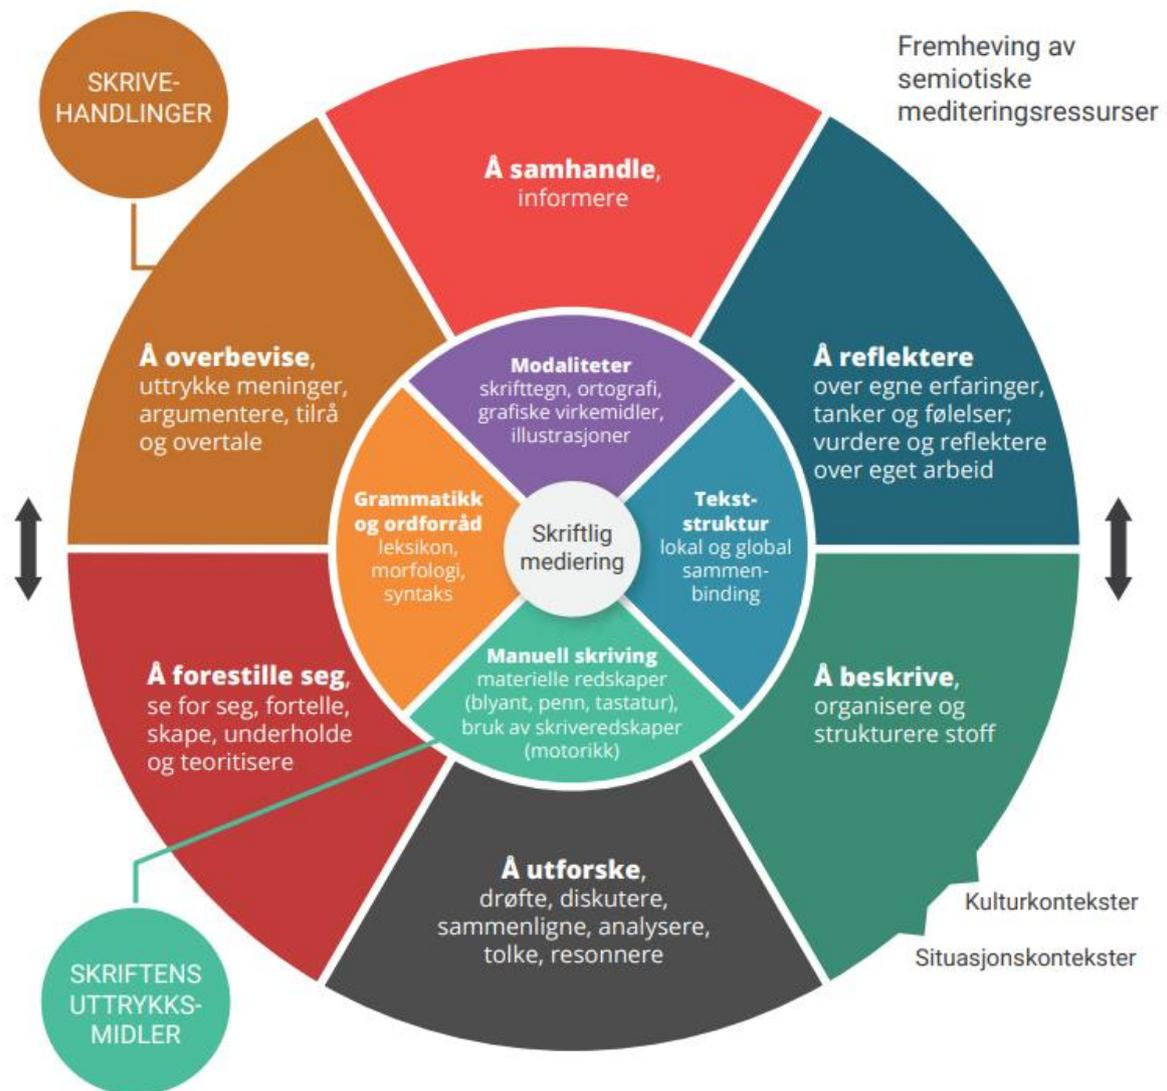 SKRIVE-
HANDLINGER
Fremheving av
semiotiske
mediteringsressurser
Å samhandle,
informere
Å overbevise,
uttrykke meninger,
argumentere, tilrå
og overtale
Å reflektere
over egne erfaringer,
tanker og følelser;
vurdere og reflektere
over eget arbeid
Modaliteter
skrifttegn, ortografi,
grafiske virkemidler,
illustrasjoner
Grammatikk
og ordforråd
leksikon,
morfologi,
syntaks
Skriftlig
mediering
Tekst-
struktur
lokal og global
sammen-
binding
Manuell skriving
materielle redskaper
(blyant, penn, tastatur),
bruk av skriveredskaper
(motorikk)
Å forestille seg,
se for seg, fortelle,
skape, underholde
og teoritisere
Å beskrive,
organisere og
strukturere stoff
Å utforske,
drøfte, diskutere,
sammenligne, analysere,
tolke, resonnere
Kulturkontekster
Situasjonskontekster
SKRIFTENS
UTTRYKKS-
MIDLER